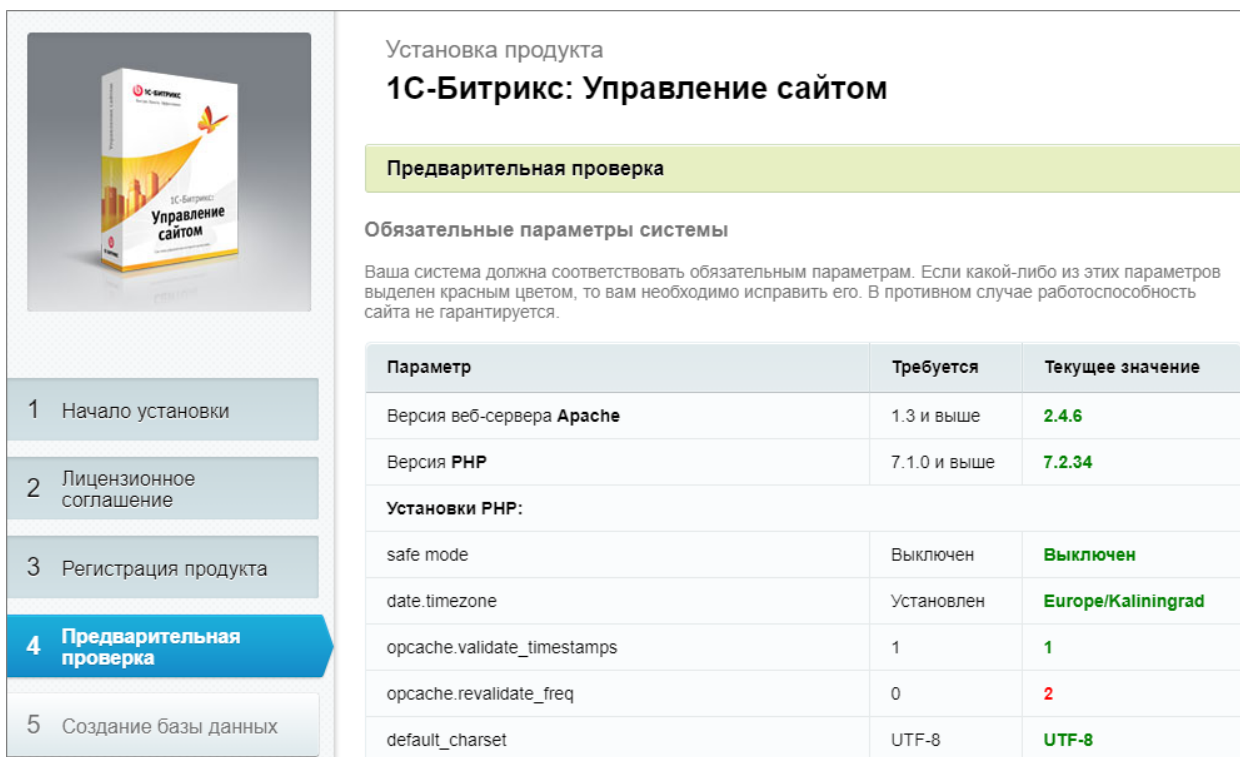 1С-БИТРИКС
1С-Битрикс:
Управление
сайтом
Установка продукта
1С-Битрикс: Управление сайтом
Предварительная проверка
Обязательные параметры системы
Ваша система должна соответствовать обязательным параметрам. Если какой-либо из этих параметров
выделен красным цветом, то вам необходимо исправить его. В противном случае работоспособность
сайта не гарантируется.
1 Начало установки
2 Лицензионное
соглашение
3 Регистрация продукта
4 Предварительная
проверка
5 Создание базы данных
Параметр Требуется Текущее значение
Версия веб-сервера Apache 1.3 и выше 2.4.6
Версия PHP 7.1.0 и выше 7.2.34
Установки PHP:
safe mode Выключен Выключен
date.timezone Установлен Europe/Kaliningrad
opcache.validate_timestamps 1 1
opcache.revalidate_freq 0 2
default_charset UTF-8 UTF-8